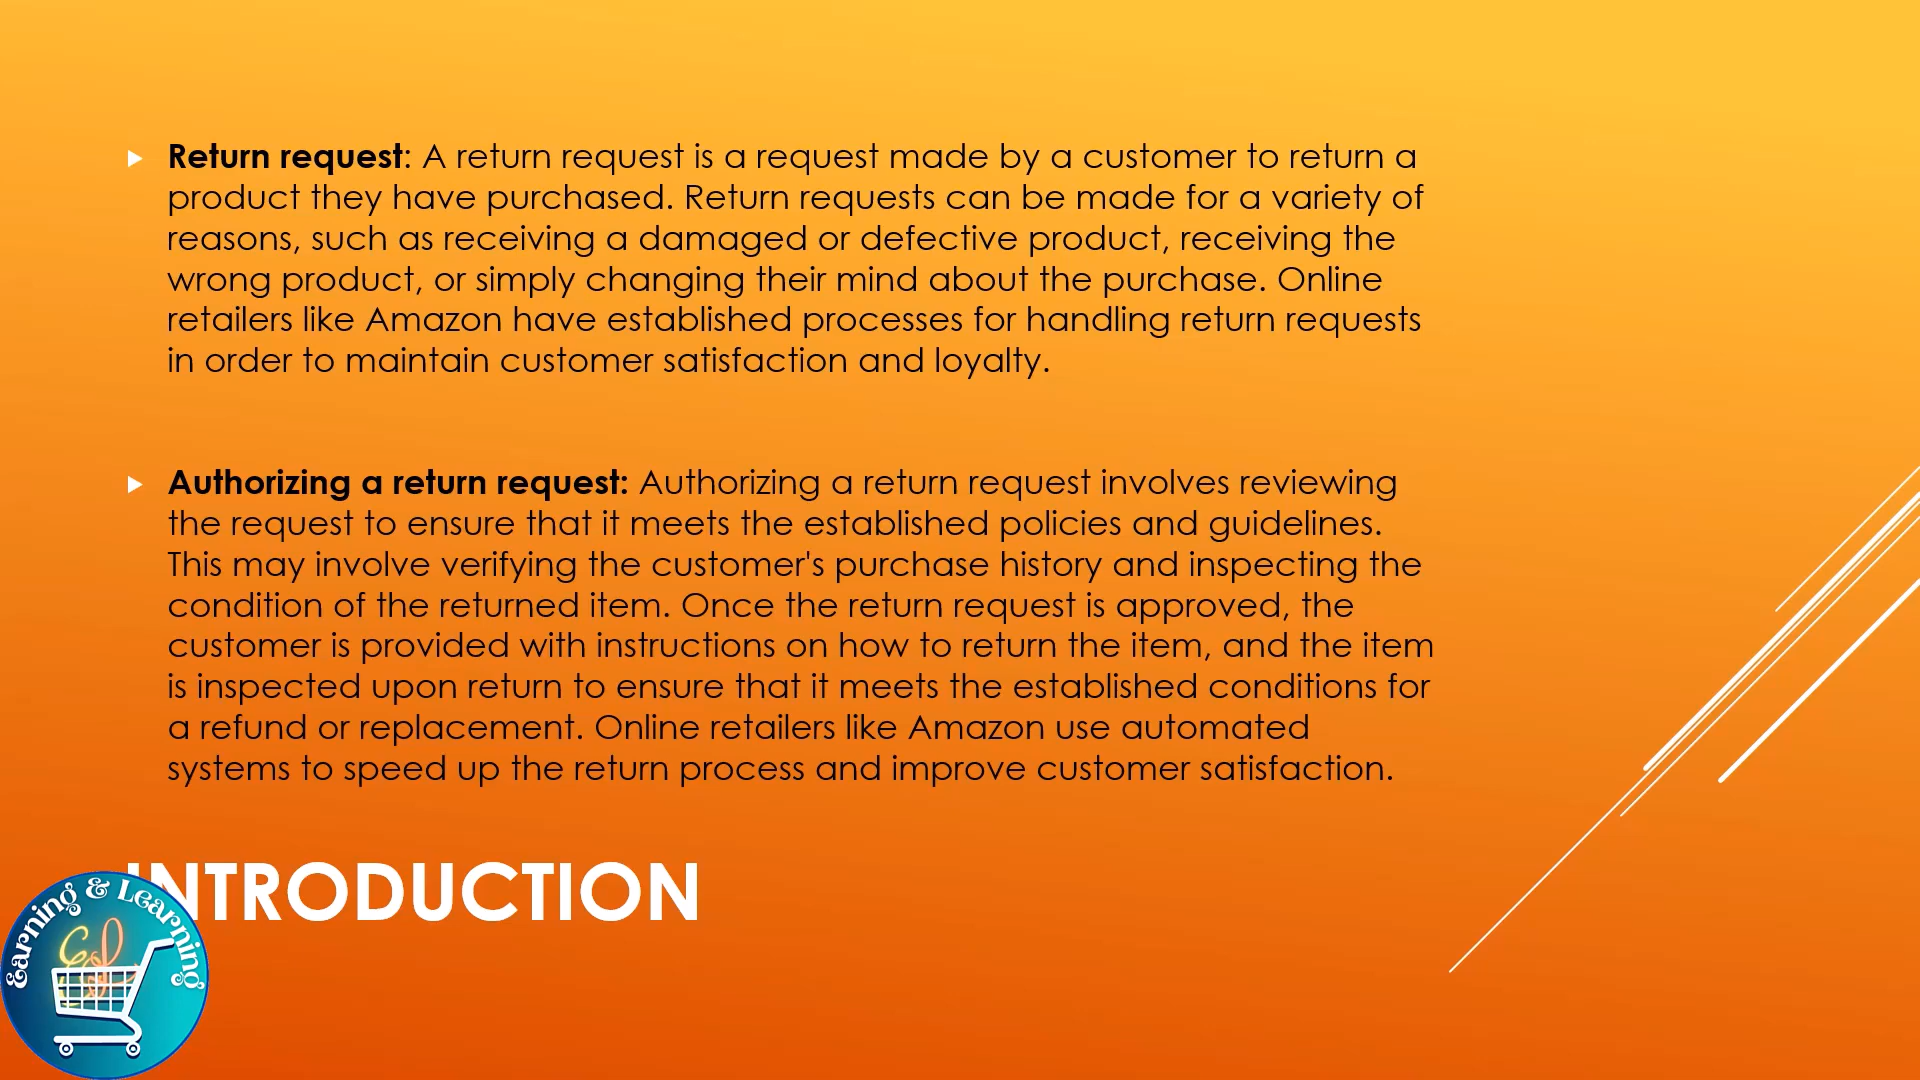 Return request: A return request is a request made by a customer to return a
product they have purchased. Return requests can be made for a variety of
reasons, such as receiving a damaged or defective product, receiving the
wrong product, or simply changing their mind about the purchase. Online
retailers like Amazon have established processes for handling return requests
in order to maintain customer satisfaction and loyalty.
Authorizing a return request: Authorizing a return request involves reviewing
the request to ensure that it meets the established policies and guidelines.
This may involve verifying the customer's purchase history and inspecting the
condition of the returned item. Once the return request is approved, the
customer is provided with instructions on how to return the item, and the item
is inspected upon return to ensure that it meets the established conditions for
a refund or replacement. Online retailers like Amazon use automated
systems to speed up the return process and improve customer satisfaction.
INTRODUCTION
Earning & Learning